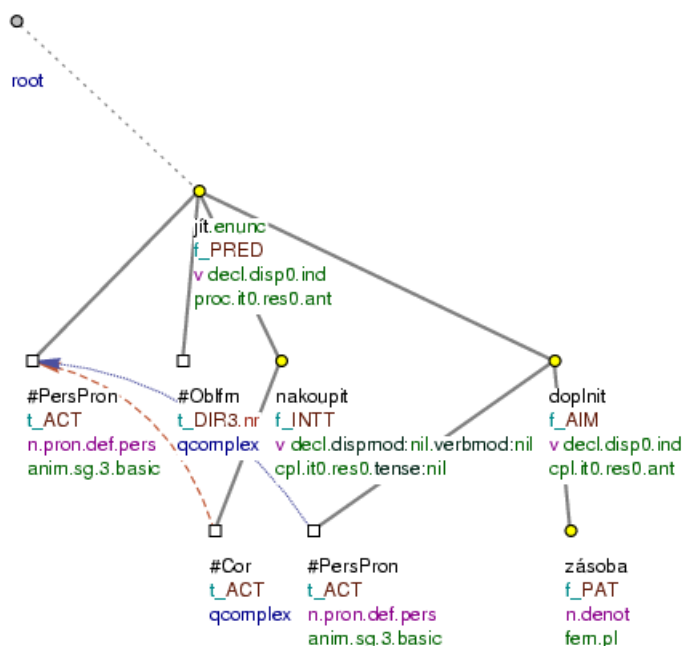 root
jít.enunc
f_PRED
v decl.disp0.ind
proc.it0.res0.ant
#PersPron
t_ACT
n.pron.def.pers
anim.sg.3.basic
#Oblfm
t_DIR3.nr
qcomplex
nakoupit
f_INTT
v decl.dispmod:nil.verbmod:nil
cpl.it0.res0.tense:nil
doplnit
f_AIM
v decl.disp0.ind
cpl.it0.res0.ant
#Cor
t_ACT
qcomplex
#PersPron
t_ACT
n.pron.def.pers
anim.sg.3.basic
zásoba
f_PAT
n.denot
fem.pl